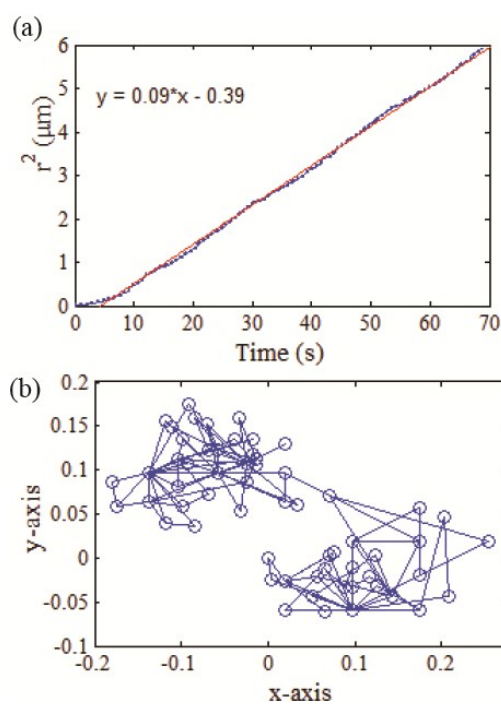 (a)
6
5
4
3
2
1
0
r² (µm)
y = 0.09*x - 0.39
0 10 20 30 40 50 60 70
Time (s)
(b)
0.2
0.15
0.1
0.05
0
-0.05
-0.1
y-axis
-0.2 -0.1 0 0.1 0.2
x-axis